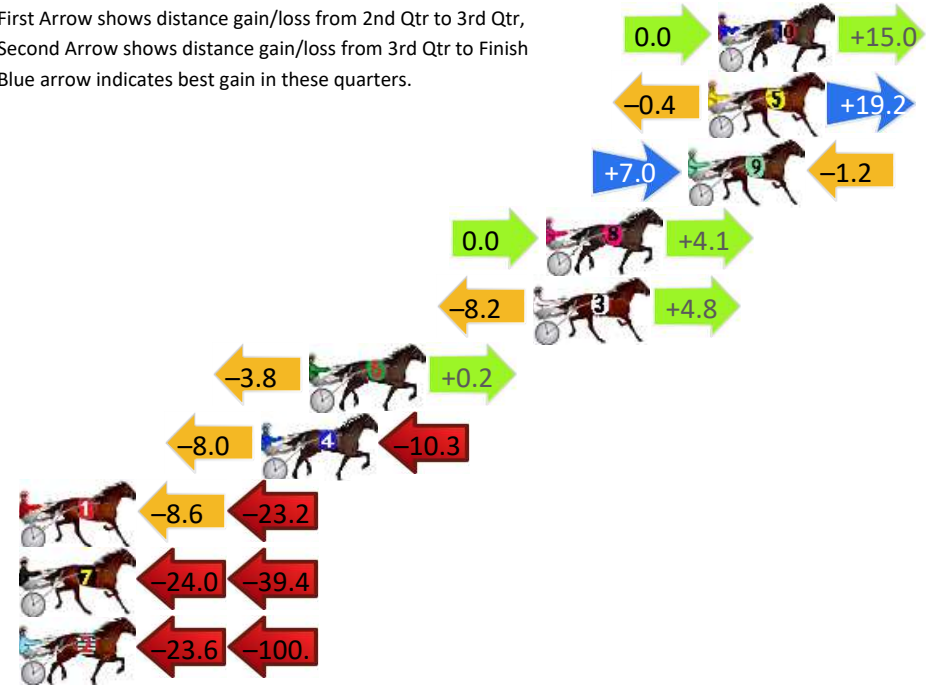 First Arrow shows distance gain/loss from 2nd Qtr to 3rd Qtr,
Second Arrow shows distance gain/loss from 3rd Qtr to Finish
Blue arrow indicates best gain in these quarters.
0.0 10 +15.0
–0.4 5 +19.2
+7.0 9 –1.2
0.0 8 +4.1
–8.2 3 +4.8
–3.8 6 +0.2
–8.0 4 –10.3
1 –8.6 –23.2
7 –24.0 –39.4
2 –23.6 –100.